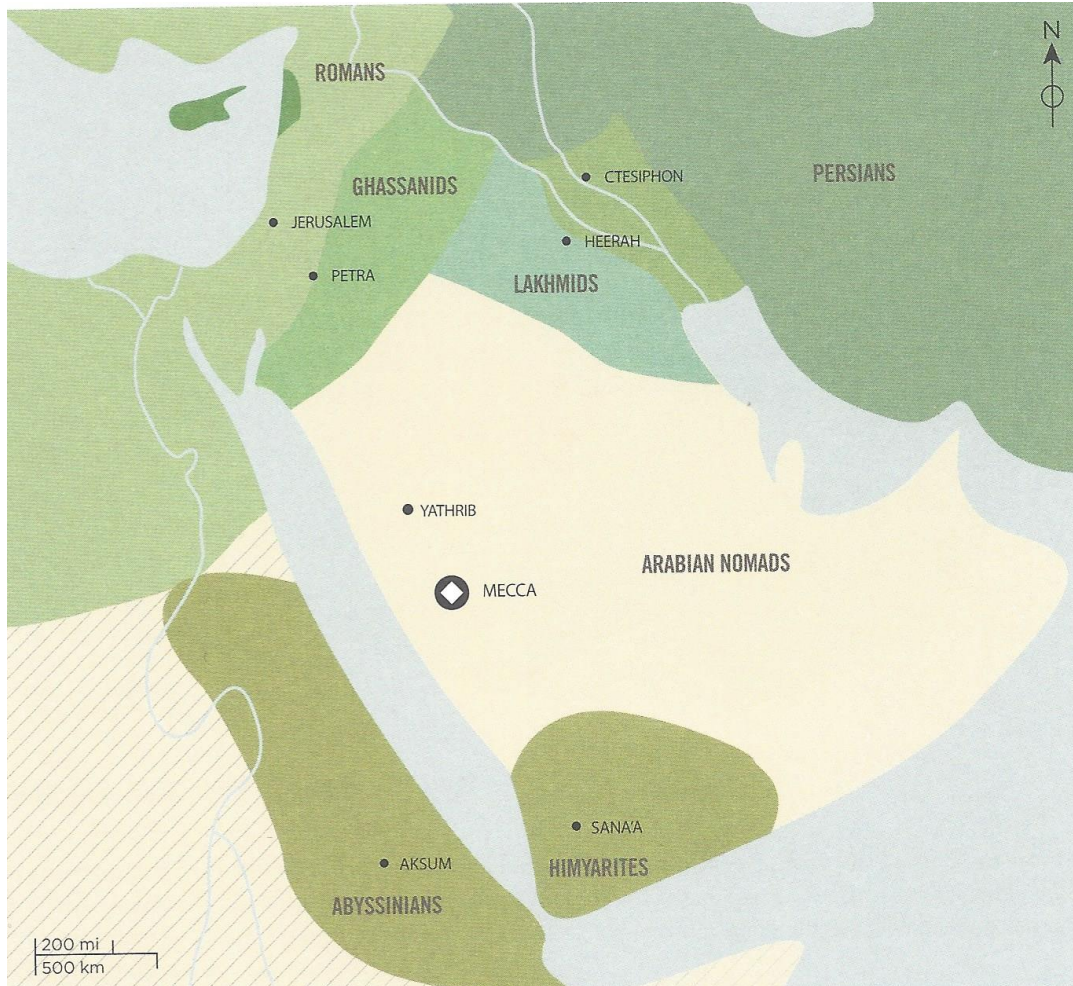 N
ROMANS
PERSIANS
CTESIPHON
GHASSANIDS
JERUSALEM
HEERAH
PETRA
LAKHMIDS
YATHRIB
ARABIAN NOMADS
MECCA
SANA'A
AKSUM
HIMYARITES
ABYSSINIANS
200 mi
500 km